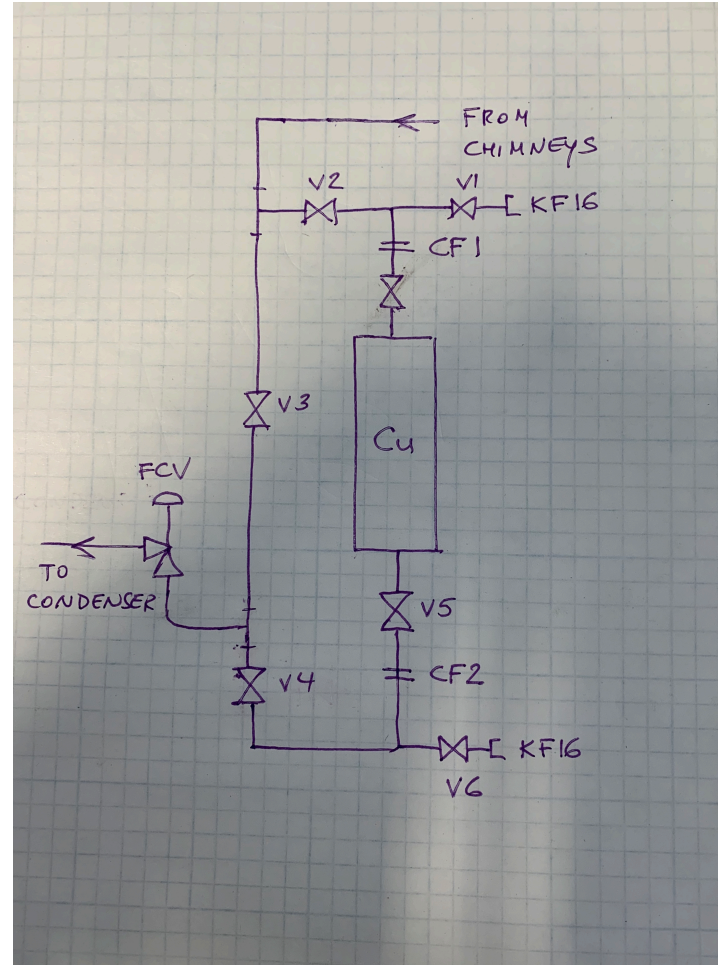 FROM
CHIMNEYS
V2
V1
KF16
CF1
V3
Cu
FCV
TO
CONDENSER
V5
CF2
V4
KF16
V6